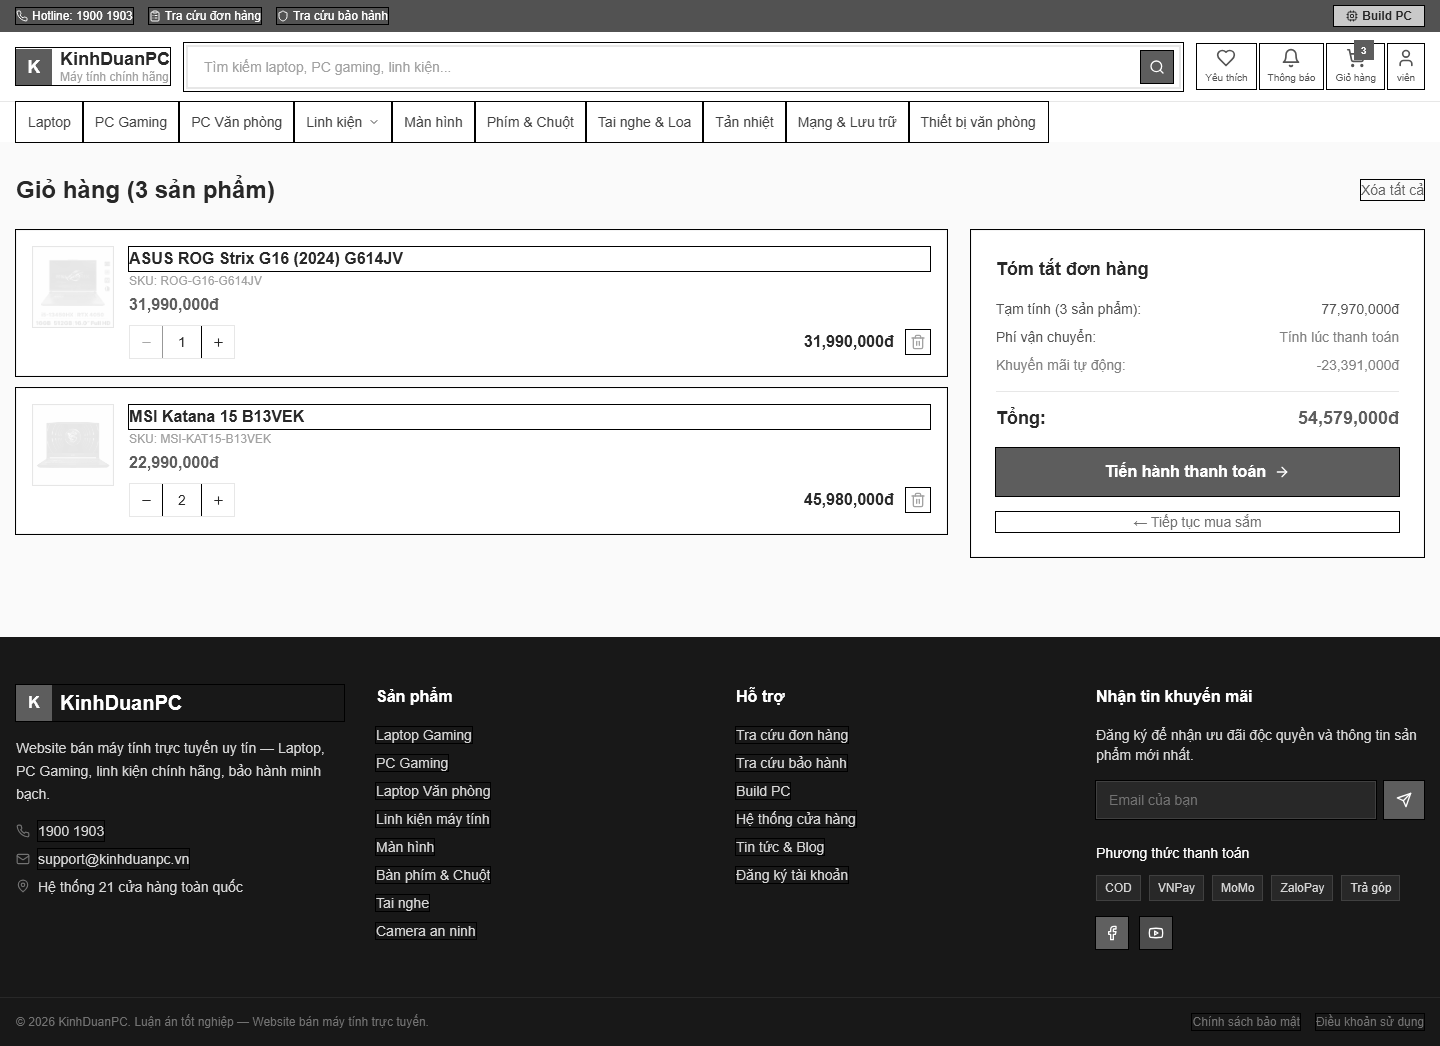 Hotline: 1900 1903
Tra cứu đơn hàng
Tra cứu bảo hành
Build PC
K
KinhDuanPC
Máy tính chính hãng
Tìm kiếm laptop, PC gaming, linh kiện...
Yêu thích
Thông báo
3
Giỏ hàng
viên
Laptop
PC Gaming
PC Văn phòng
Linh kiện
Màn hình
Phím & Chuột
Tai nghe & Loa
Tản nhiệt
Mạng & Lưu trữ
Thiết bị văn phòng
Giỏ hàng (3 sản phẩm)
Xóa tất cả
ASUS ROG Strix G16 (2024) G614JV
SKU: ROG-G16-G614JV
31,990,000đ
− 1 +
31,990,000đ
MSI Katana 15 B13VEK
SKU: MSI-KAT15-B13VEK
22,990,000đ
− 2 +
45,980,000đ
Tóm tắt đơn hàng
Tạm tính (3 sản phẩm): 77,970,000đ
Phí vận chuyển: Tính lúc thanh toán
Khuyến mãi tự động: -23,391,000đ
Tổng: 54,579,000đ
Tiến hành thanh toán →
← Tiếp tục mua sắm
K KinhDuanPC
Website bán máy tính trực tuyến uy tín — Laptop,
PC Gaming, linh kiện chính hãng, bảo hành minh
bạch.
1900 1903
support@kinhduanpc.vn
Hệ thống 21 cửa hàng toàn quốc
Sản phẩm
Laptop Gaming
PC Gaming
Laptop Văn phòng
Linh kiện máy tính
Màn hình
Bàn phím & Chuột
Tai nghe
Camera an ninh
Hỗ trợ
Tra cứu đơn hàng
Tra cứu bảo hành
Build PC
Hệ thống cửa hàng
Tin tức & Blog
Đăng ký tài khoản
Nhận tin khuyến mãi
Đăng ký để nhận ưu đãi độc quyền và thông tin sản
phẩm mới nhất.
Email của bạn
Phương thức thanh toán
COD
VNPay
MoMo
ZaloPay
Trả góp
© 2026 KinhDuanPC. Luận án tốt nghiệp — Website bán máy tính trực tuyến.
Chính sách bảo mật
Điều khoản sử dụng